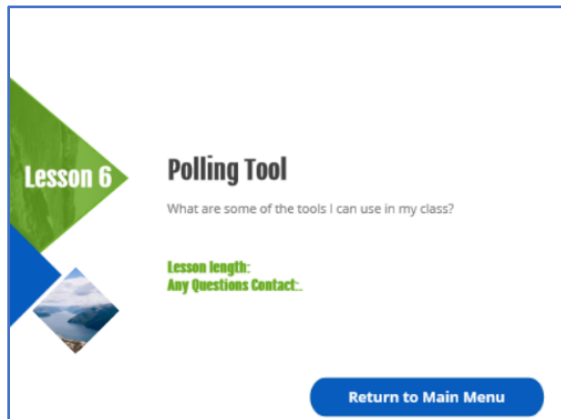 Lesson 6
Polling Tool
What are some of the tools I can use in my class?
Lesson length:
Any Questions Contact:.
Return to Main Menu